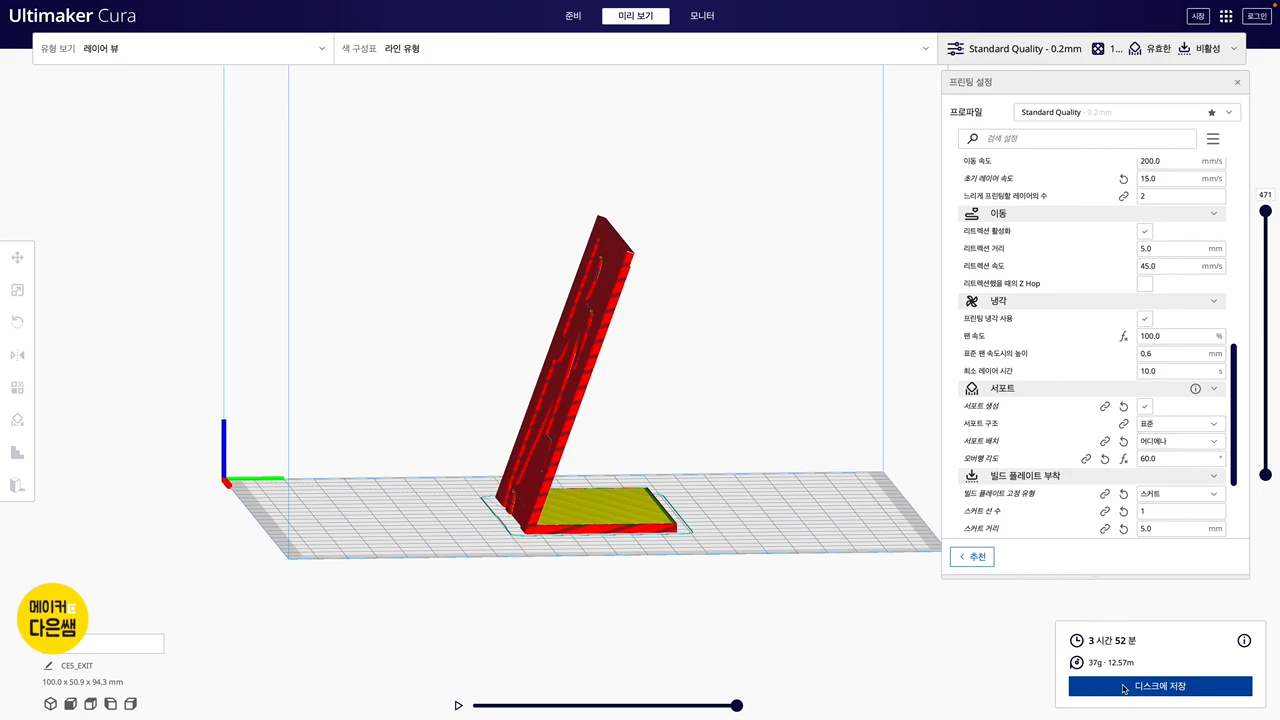 Ultimaker Cura
준비
미리 보기
모니터
시장
로그인
유형 보기 레이어 뷰
색 구성표 라인 유형
Standard Quality - 0.2mm
1...
유효한
비활성
프린팅 설정
프로파일
Standard Quality - 0.2mm
검색 설정
이동 속도 200.0 mm/s
초기 레이어 속도 15.0 mm/s
느리게 프린팅할 레이어의 수 2
이동
리트렉션 활성화
리트렉션 거리 5.0 mm
리트렉션 속도 45.0 mm/s
리트렉션했을 때의 Z Hop
냉각
프린팅 냉각 사용
팬 속도 100.0 %
표준 팬 속도시의 높이 0.6 mm
최소 레이어 시간 10.0 s
서포트
서포트 생성
서포트 구조 표준
서포트 배치 어디에나
오버행 각도 60.0 °
빌드 플레이트 부착
빌드 플레이트 고정 유형 스커트
스커트 선 수 1
스커트 거리 5.0 mm
추천
471
메이커
다은쌤
CE5_EXIT
100.0 x 50.9 x 94.3 mm
3 시간 52 분
37g · 12.57m
디스크에 저장